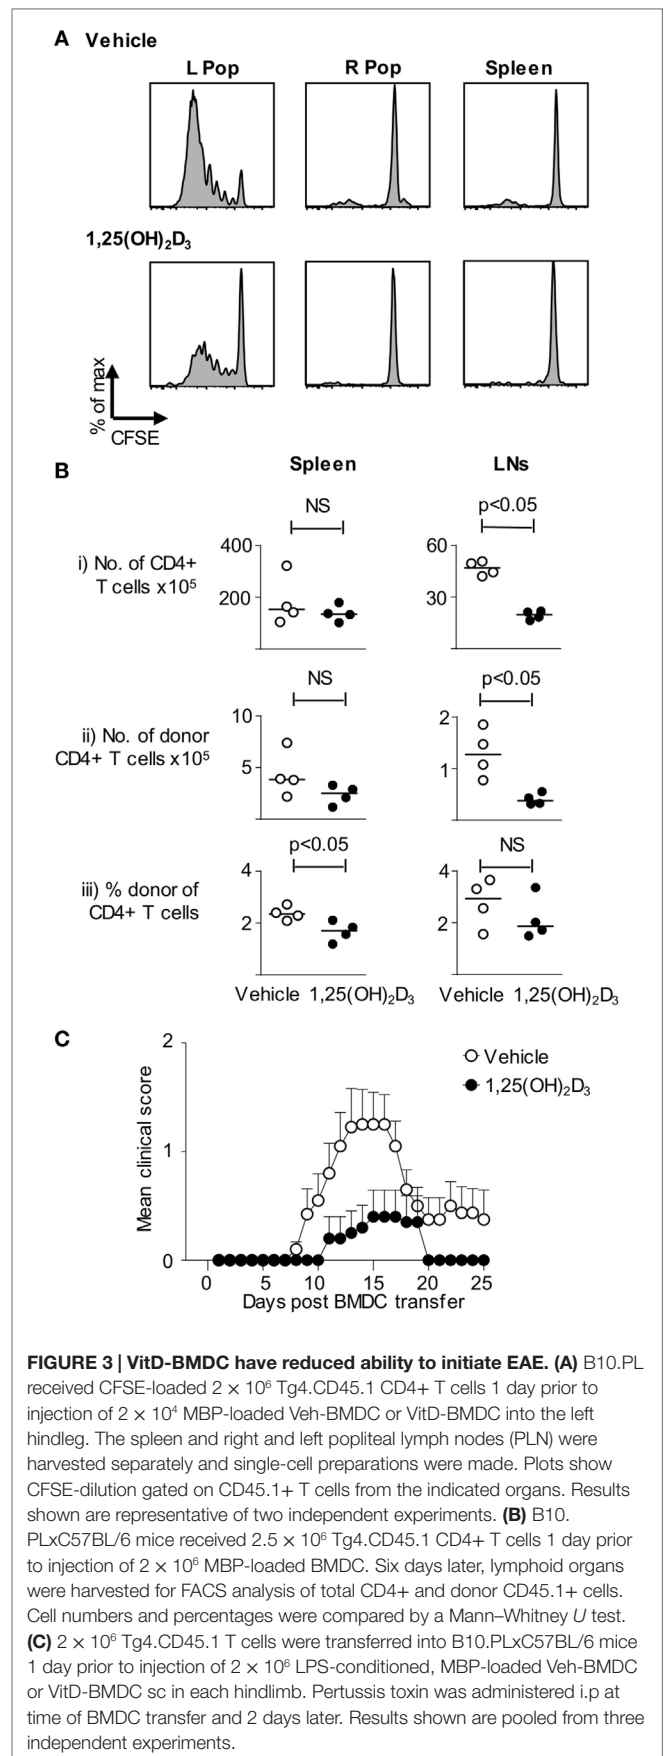 A Vehicle
L Pop R Pop Spleen
1,25(OH)₂D₃
% of max
CFSE
B Spleen LNs
NS p<0.05
i) No. of CD4+
T cells x10⁵
400
200
60
30
NS p<0.05
ii) No. of donor
CD4+ T cells x10⁵
10
5
2
1
p<0.05 NS
iii) % donor of
CD4+ T cells
4
2
4
2
Vehicle 1,25(OH)₂D₃ Vehicle 1,25(OH)₂D₃
C
Mean clinical score
2
1
0
Vehicle
1,25(OH)₂D₃
0 5 10 15 20 25
Days post BMDC transfer
FIGURE 3 | VitD-BMDC have reduced ability to initiate EAE. (A) B10.PL
received CFSE-loaded 2 × 10⁶ Tg4.CD45.1 CD4+ T cells 1 day prior to
injection of 2 × 10⁴ MBP-loaded Veh-BMDC or VitD-BMDC into the left
hindleg. The spleen and right and left popliteal lymph nodes (PLN) were
harvested separately and single-cell preparations were made. Plots show
CFSE-dilution gated on CD45.1+ T cells from the indicated organs. Results
shown are representative of two independent experiments. (B) B10.
PLxC57BL/6 mice received 2.5 × 10⁶ Tg4.CD45.1 CD4+ T cells 1 day prior
to injection of 2 × 10⁶ MBP-loaded BMDC. Six days later, lymphoid organs
were harvested for FACS analysis of total CD4+ and donor CD45.1+ cells.
Cell numbers and percentages were compared by a Mann–Whitney U test.
(C) 2 × 10⁶ Tg4.CD45.1 T cells were transferred into B10.PLxC57BL/6 mice
1 day prior to injection of 2 × 10⁶ LPS-conditioned, MBP-loaded Veh-BMDC
or VitD-BMDC sc in each hindlimb. Pertussis toxin was administered i.p at
time of BMDC transfer and 2 days later. Results shown are pooled from three
independent experiments.